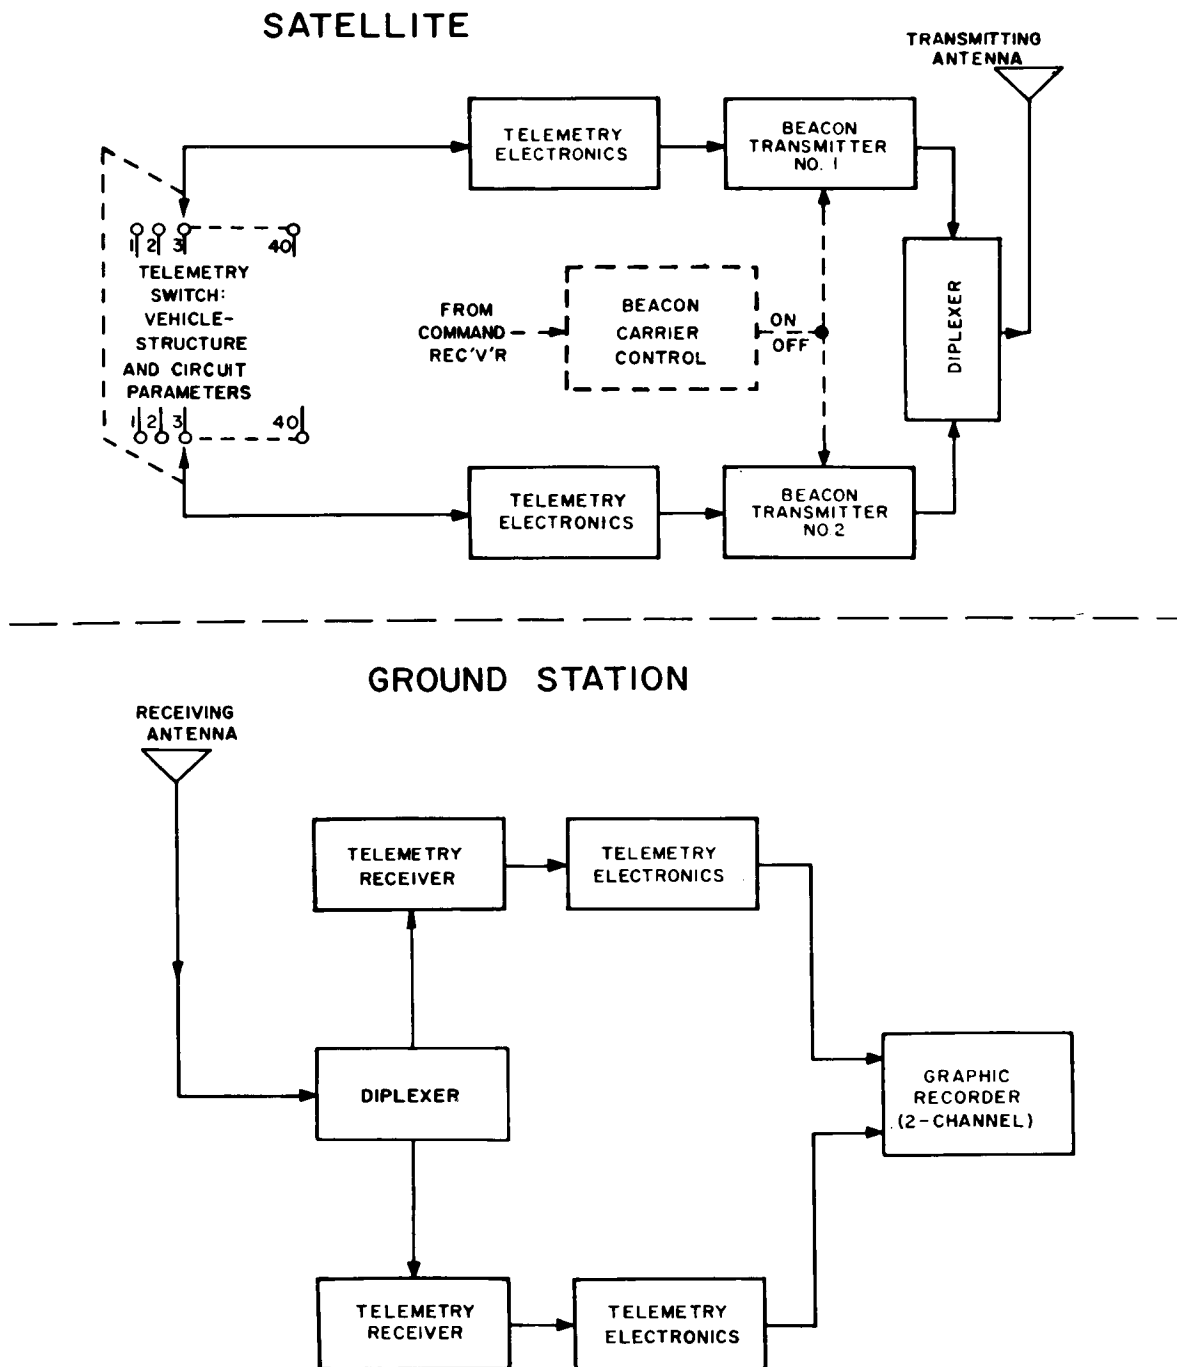 SATELLITE
TRANSMITTING
ANTENNA
TELEMETRY
ELECTRONICS
BEACON
TRANSMITTER
NO. 1
1 2 3 40
TELEMETRY
SWITCH:
VEHICLE-
STRUCTURE
AND CIRCUIT
PARAMETERS
1 2 3 40
FROM
COMMAND
REC'V'R
BEACON
CARRIER
CONTROL
ON
OFF
DIPLEXER
TELEMETRY
ELECTRONICS
BEACON
TRANSMITTER
NO.2
GROUND STATION
RECEIVING
ANTENNA
TELEMETRY
RECEIVER
TELEMETRY
ELECTRONICS
DIPLEXER
GRAPHIC
RECORDER
(2-CHANNEL)
TELEMETRY
RECEIVER
TELEMETRY
ELECTRONICS